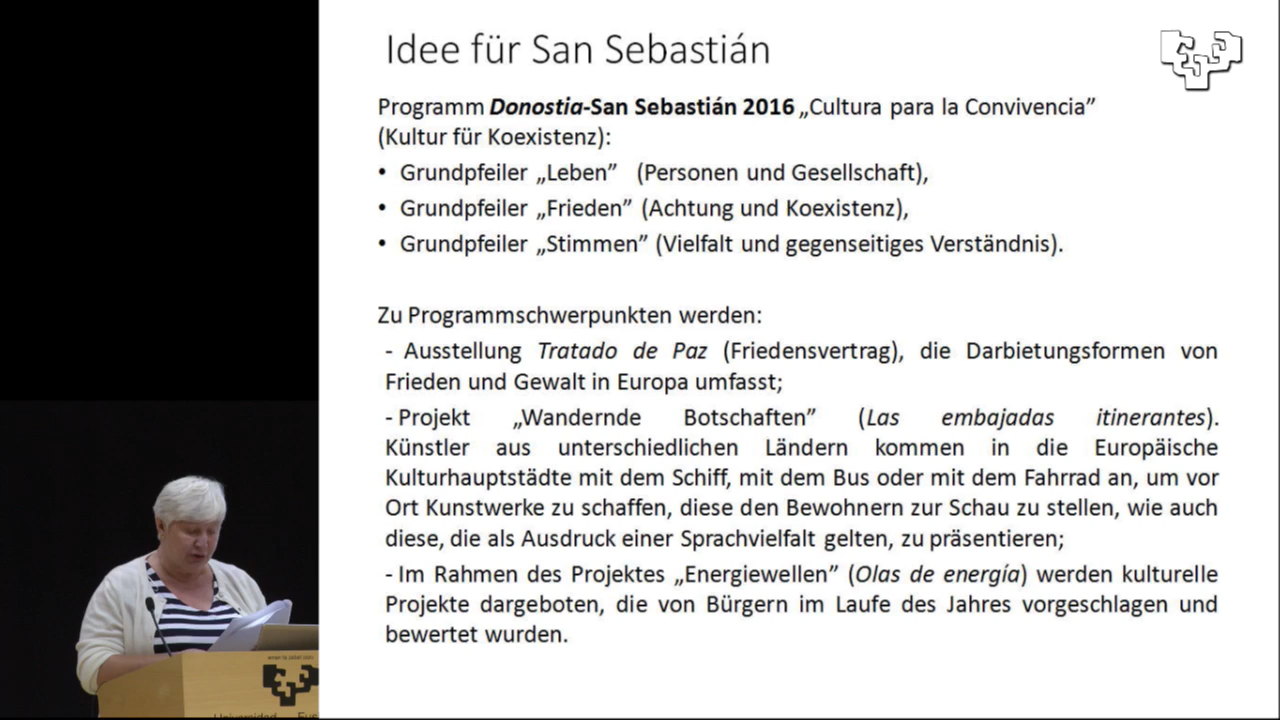 Idee für San Sebastián
Programm Donostia-San Sebastián 2016 „Cultura para la Convivencia”
(Kultur für Koexistenz):
• Grundpfeiler „Leben” (Personen und Gesellschaft),
• Grundpfeiler „Frieden” (Achtung und Koexistenz),
• Grundpfeiler „Stimmen” (Vielfalt und gegenseitiges Verständnis).
Zu Programmschwerpunkten werden:
- Ausstellung Tratado de Paz (Friedensvertrag), die Darbietungsformen von
Frieden und Gewalt in Europa umfasst;
- Projekt „Wandernde Botschaften” (Las embajadas itinerantes).
Künstler aus unterschiedlichen Ländern kommen in die Europäische
Kulturhauptstädte mit dem Schiff, mit dem Bus oder mit dem Fahrrad an, um vor
Ort Kunstwerke zu schaffen, diese den Bewohnern zur Schau zu stellen, wie auch
diese, die als Ausdruck einer Sprachvielfalt gelten, zu präsentieren;
- Im Rahmen des Projektes „Energiewellen” (Olas de energía) werden kulturelle
Projekte dargeboten, die von Bürgern im Laufe des Jahres vorgeschlagen und
bewertet wurden.